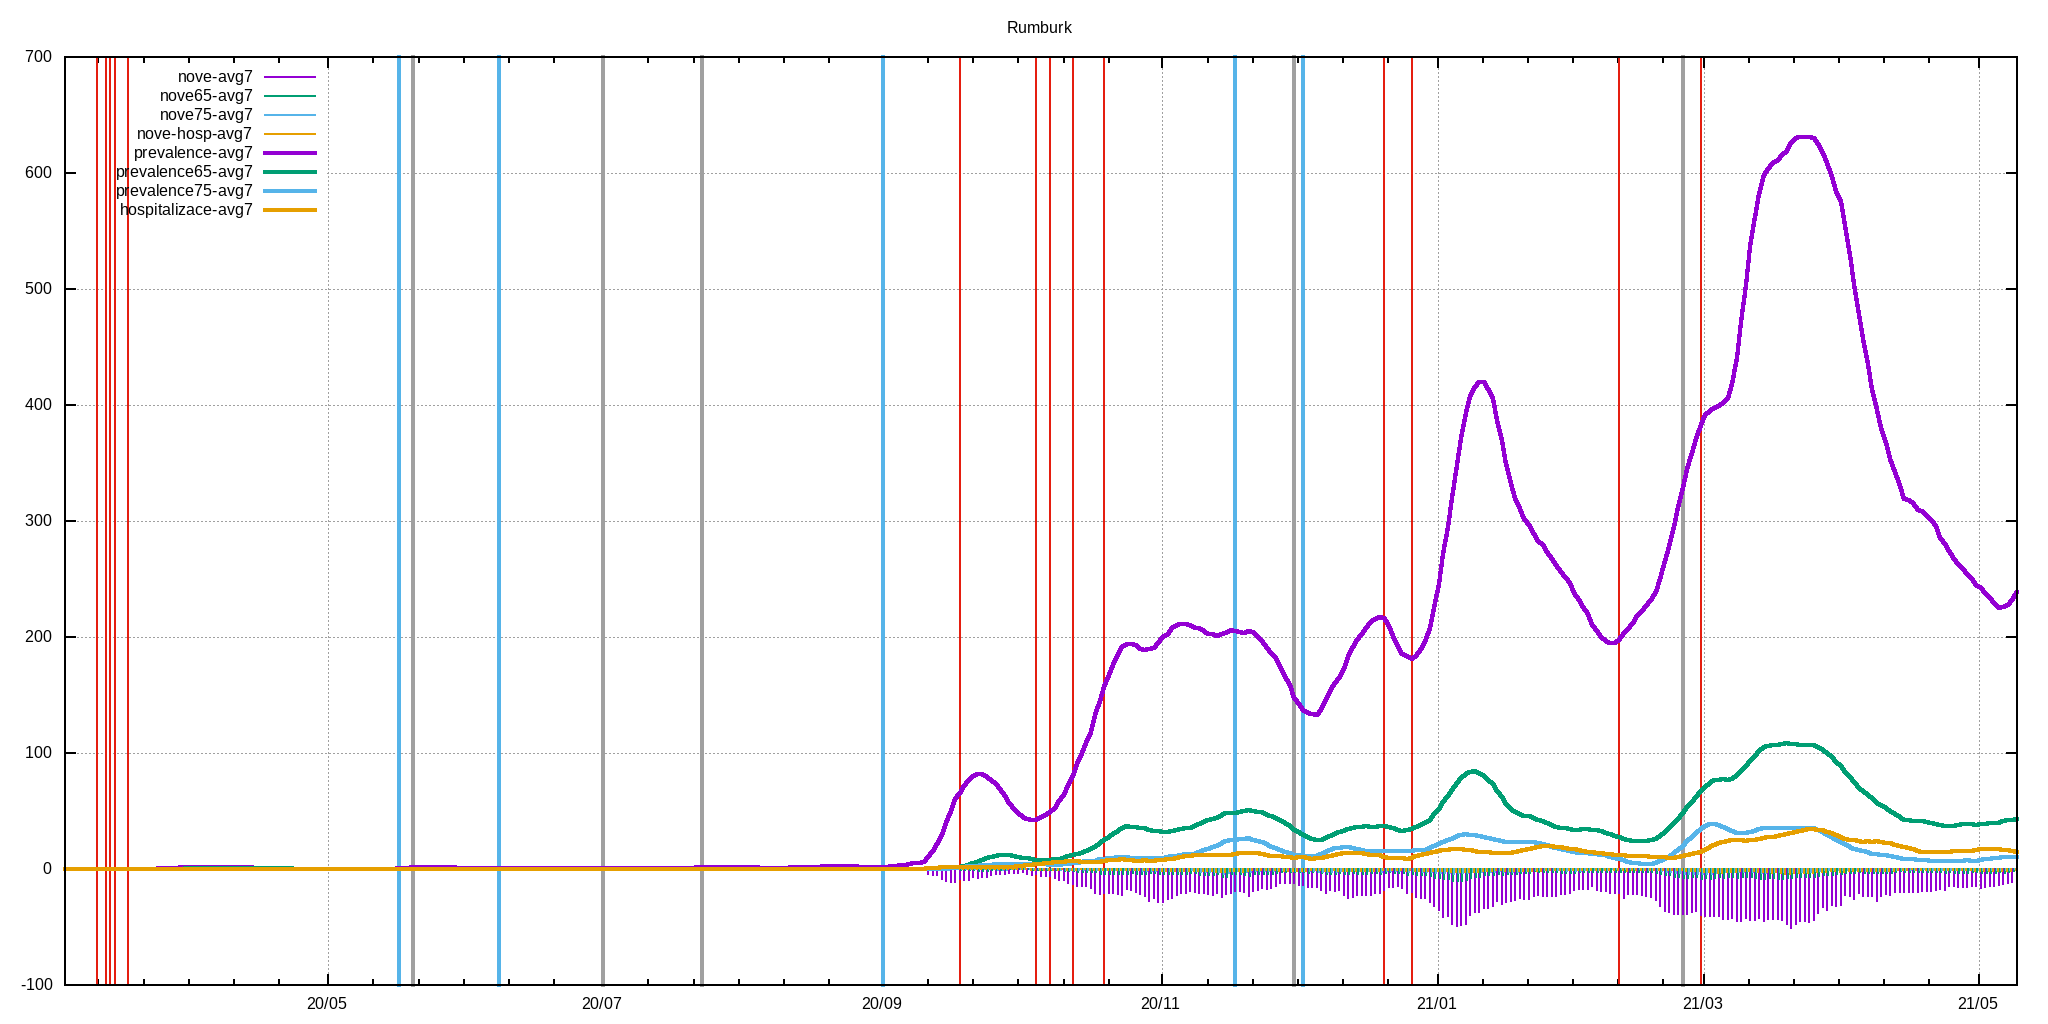 Rumburk
700
600
500
400
300
200
100
0
-100
nove-avg7
nove65-avg7
nove75-avg7
nove-hosp-avg7
prevalence-avg7
prevalence65-avg7
prevalence75-avg7
hospitalizace-avg7
20/05 20/07 20/09 20/11 21/01 21/03 21/05